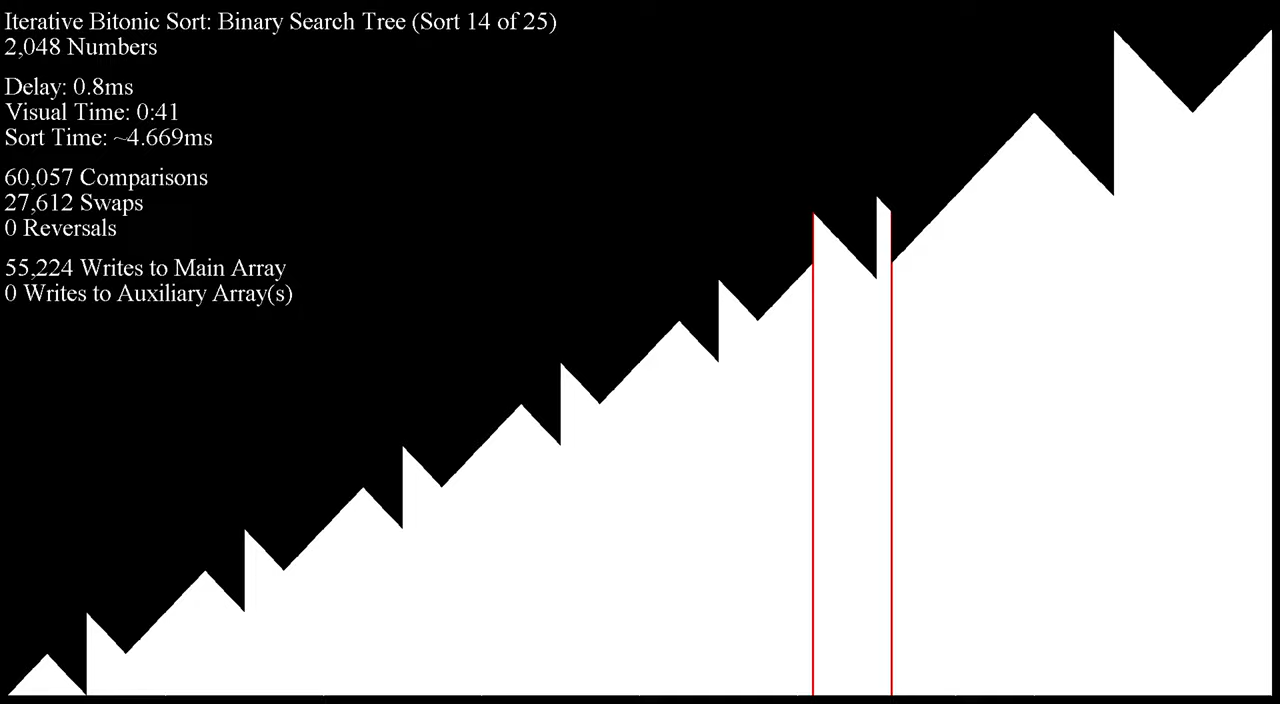 Iterative Bitonic Sort: Binary Search Tree (Sort 14 of 25)
2,048 Numbers
Delay: 0.8ms
Visual Time: 0:41
Sort Time: ~4.669ms
60,057 Comparisons
27,612 Swaps
0 Reversals
55,224 Writes to Main Array
0 Writes to Auxiliary Array(s)